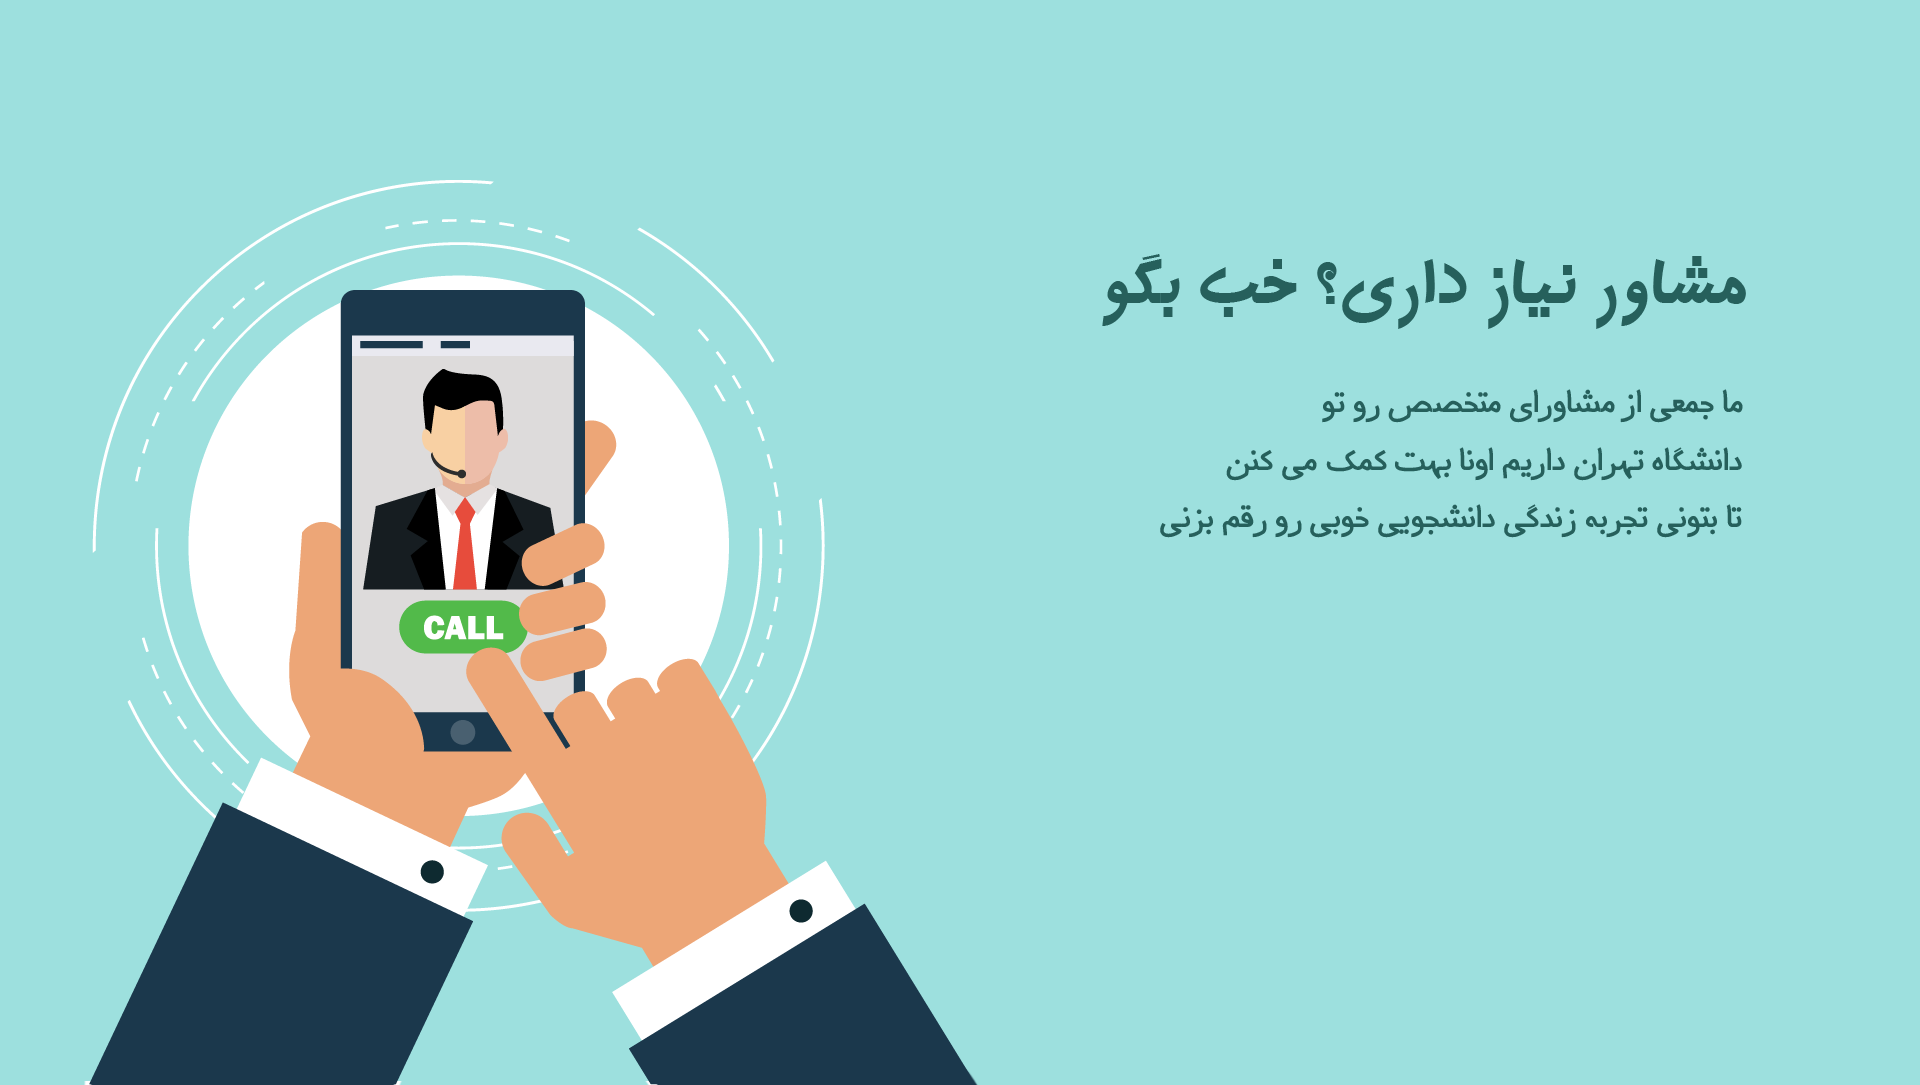 مشاور نیاز داری؟ خب بگو
ما جمعی از مشاورای متخصص رو تو
دانشگاه تهران داریم اونا بهت کمک می کنن
تا بتونی تجربه زندگی دانشجویی خوبی رو رقم بزنی
CALL